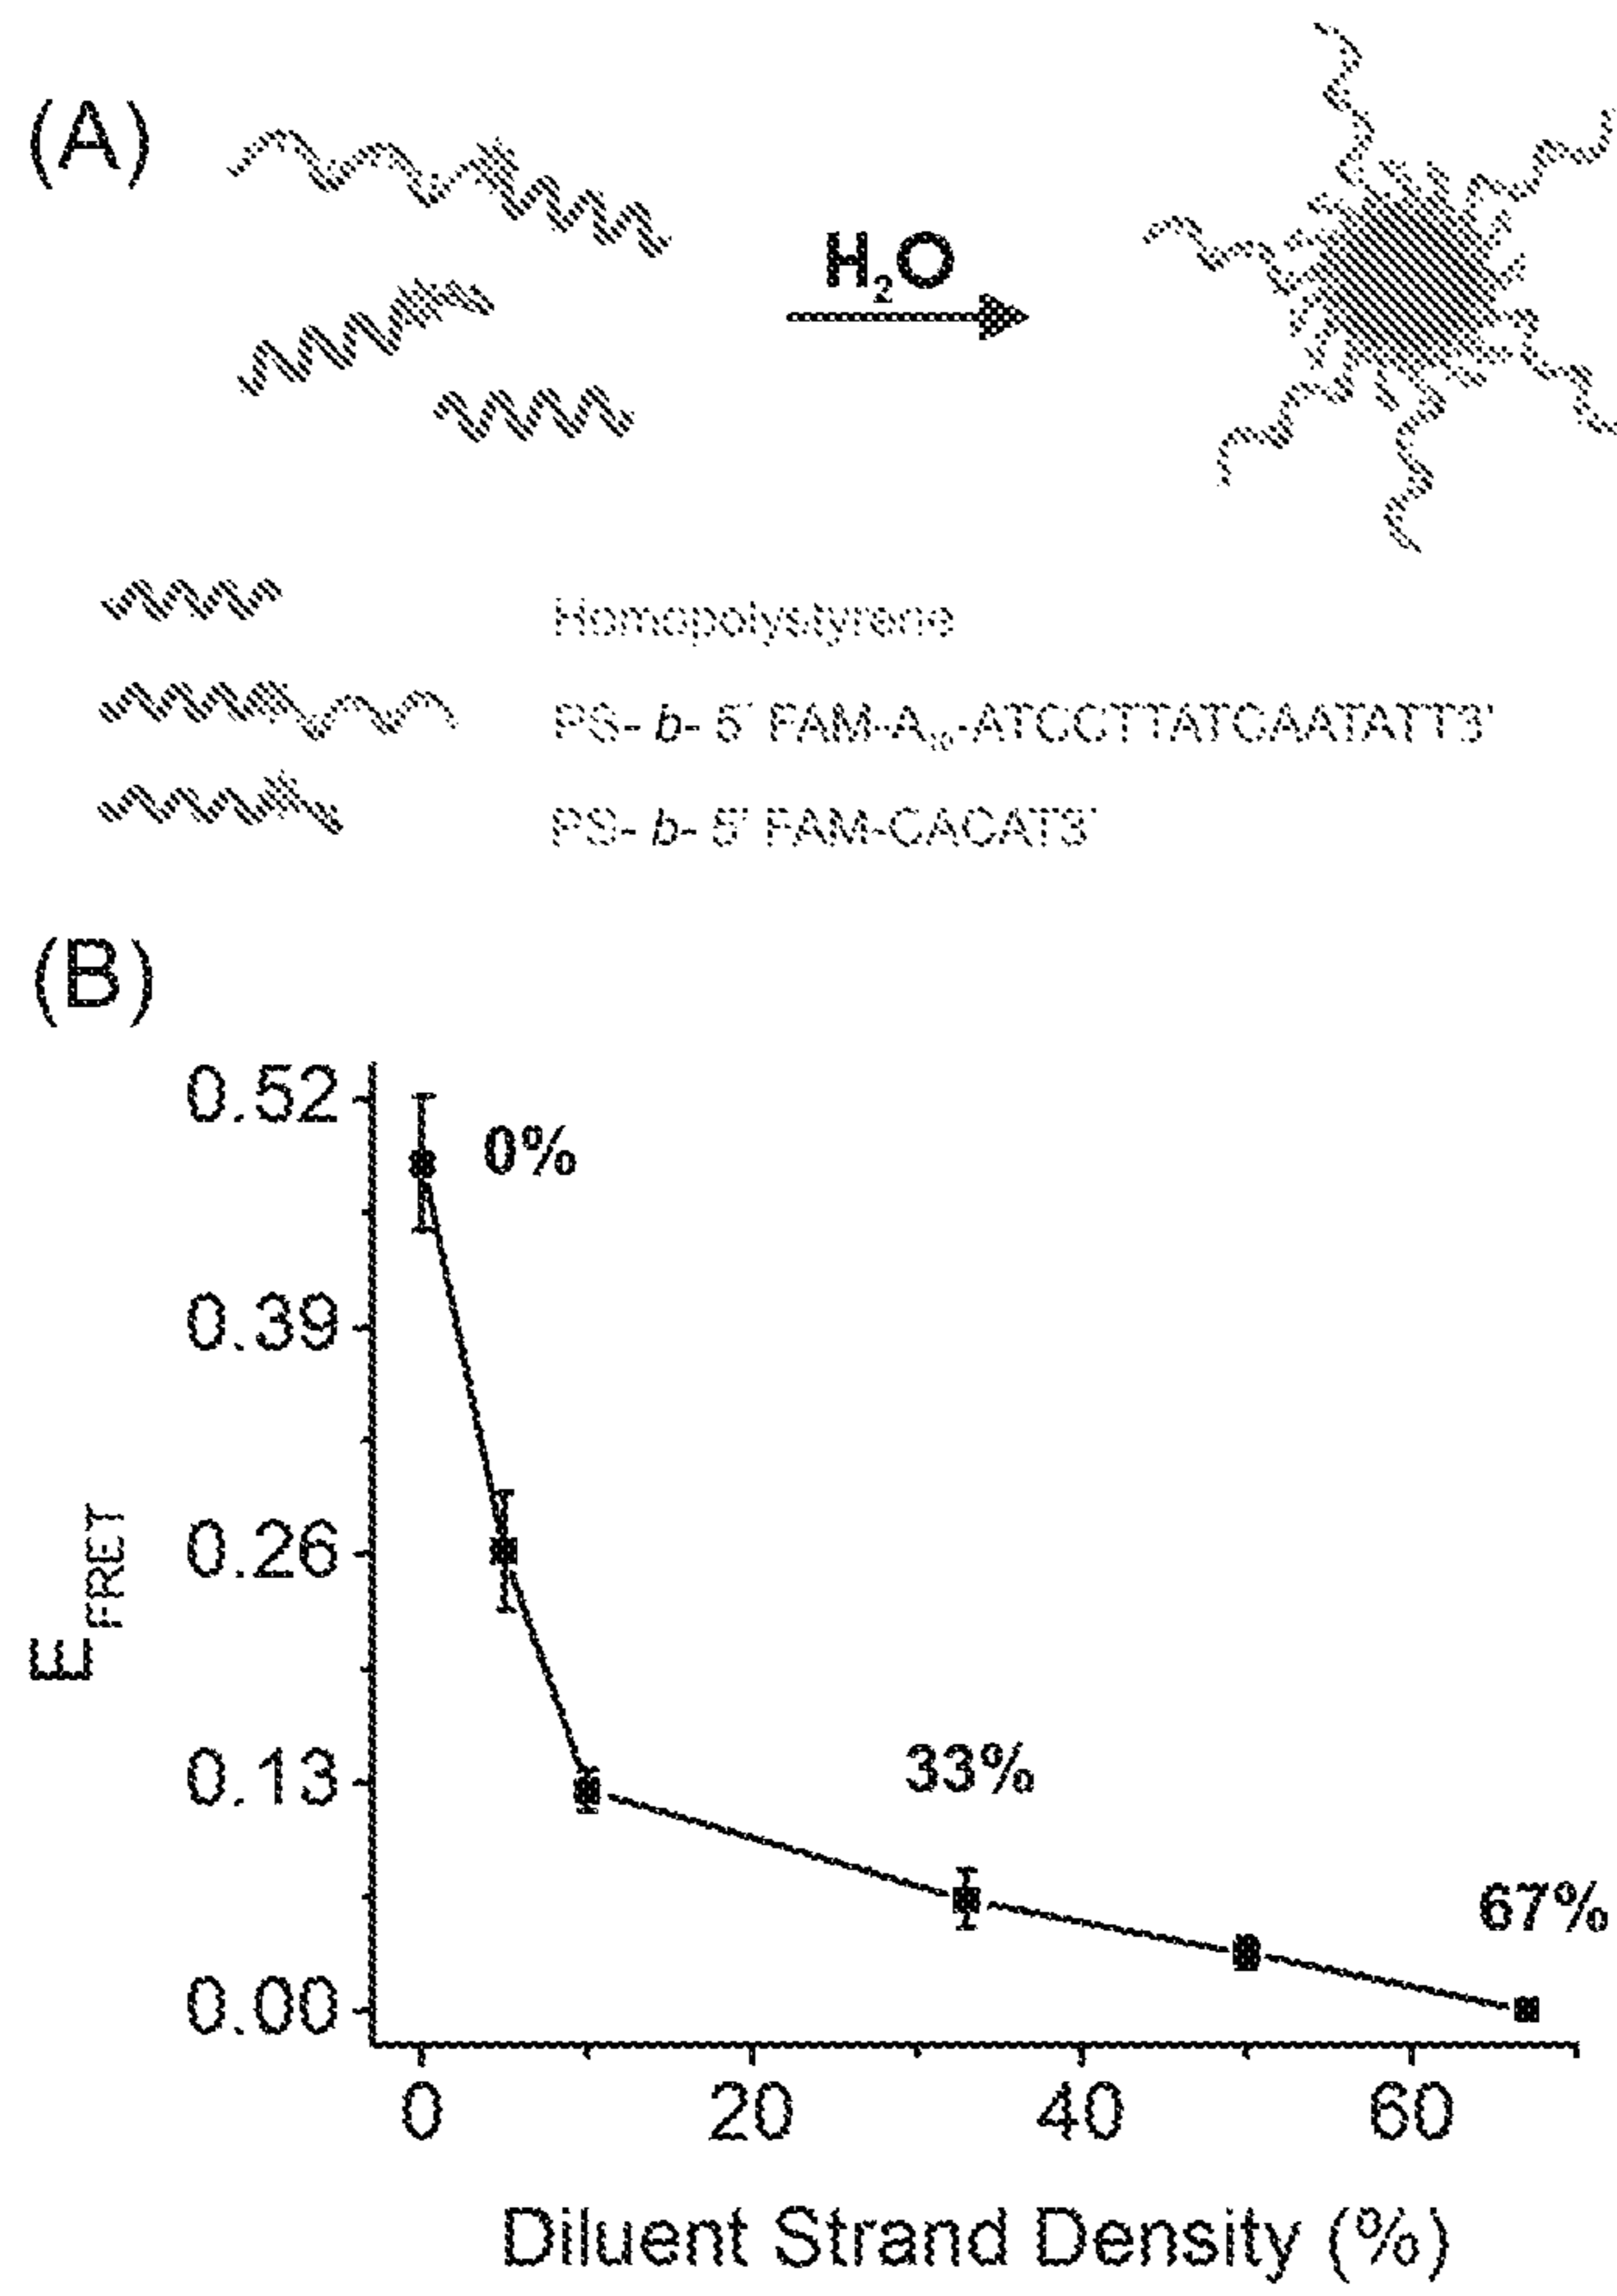 (A)
H₂O
Homopolystyrene
PS- b- 5' FAM-A₁₀-ATCCTTATCAATATT3'
PS- b- 5' FAM-CACAT3'
(B)
0.52
0%
0.39
0.26
0.13
33%
67%
0.00
E FRET
0
20
40
60
Diluent Strand Density (%)